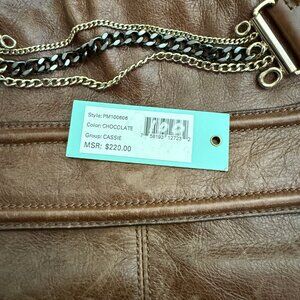 Style: PM100606
Color: CHOCOLATE
Group: CASSIE
MSR: $220.00